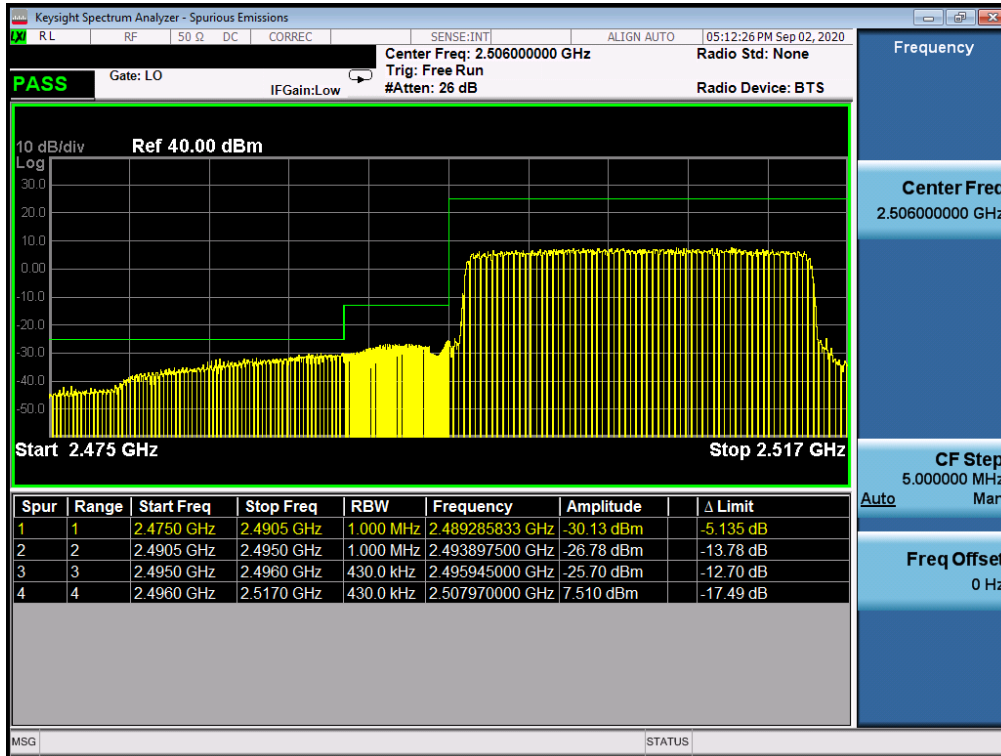 Keysight Spectrum Analyzer - Spurious Emissions
LXI RL RF 50 Ω DC CORREC SENSE:INT ALIGN AUTO 05:12:26 PM Sep 02, 2020
Center Freq: 2.506000000 GHz Radio Std: None
Gate: LO Trig: Free Run
PASS IFGain:Low #Atten: 26 dB Radio Device: BTS
10 dB/div Ref 40.00 dBm
Log
30.0
20.0
10.0
0.00
-10.0
-20.0
-30.0
-40.0
-50.0
Start 2.475 GHz Stop 2.517 GHz
Spur Range Start Freq Stop Freq RBW Frequency Amplitude Δ Limit
1 1 2.4750 GHz 2.4905 GHz 1.000 MHz 2.489285833 GHz -30.13 dBm -5.135 dB
2 2 2.4905 GHz 2.4950 GHz 1.000 MHz 2.493897500 GHz -26.78 dBm -13.78 dB
3 3 2.4950 GHz 2.4960 GHz 430.0 kHz 2.495945000 GHz -25.70 dBm -12.70 dB
4 4 2.4960 GHz 2.5170 GHz 430.0 kHz 2.507970000 GHz 7.510 dBm -17.49 dB
MSG STATUS
Frequency
Center Freq
2.506000000 GHz
CF Step
5.000000 MHz
Auto Man
Freq Offset
0 Hz